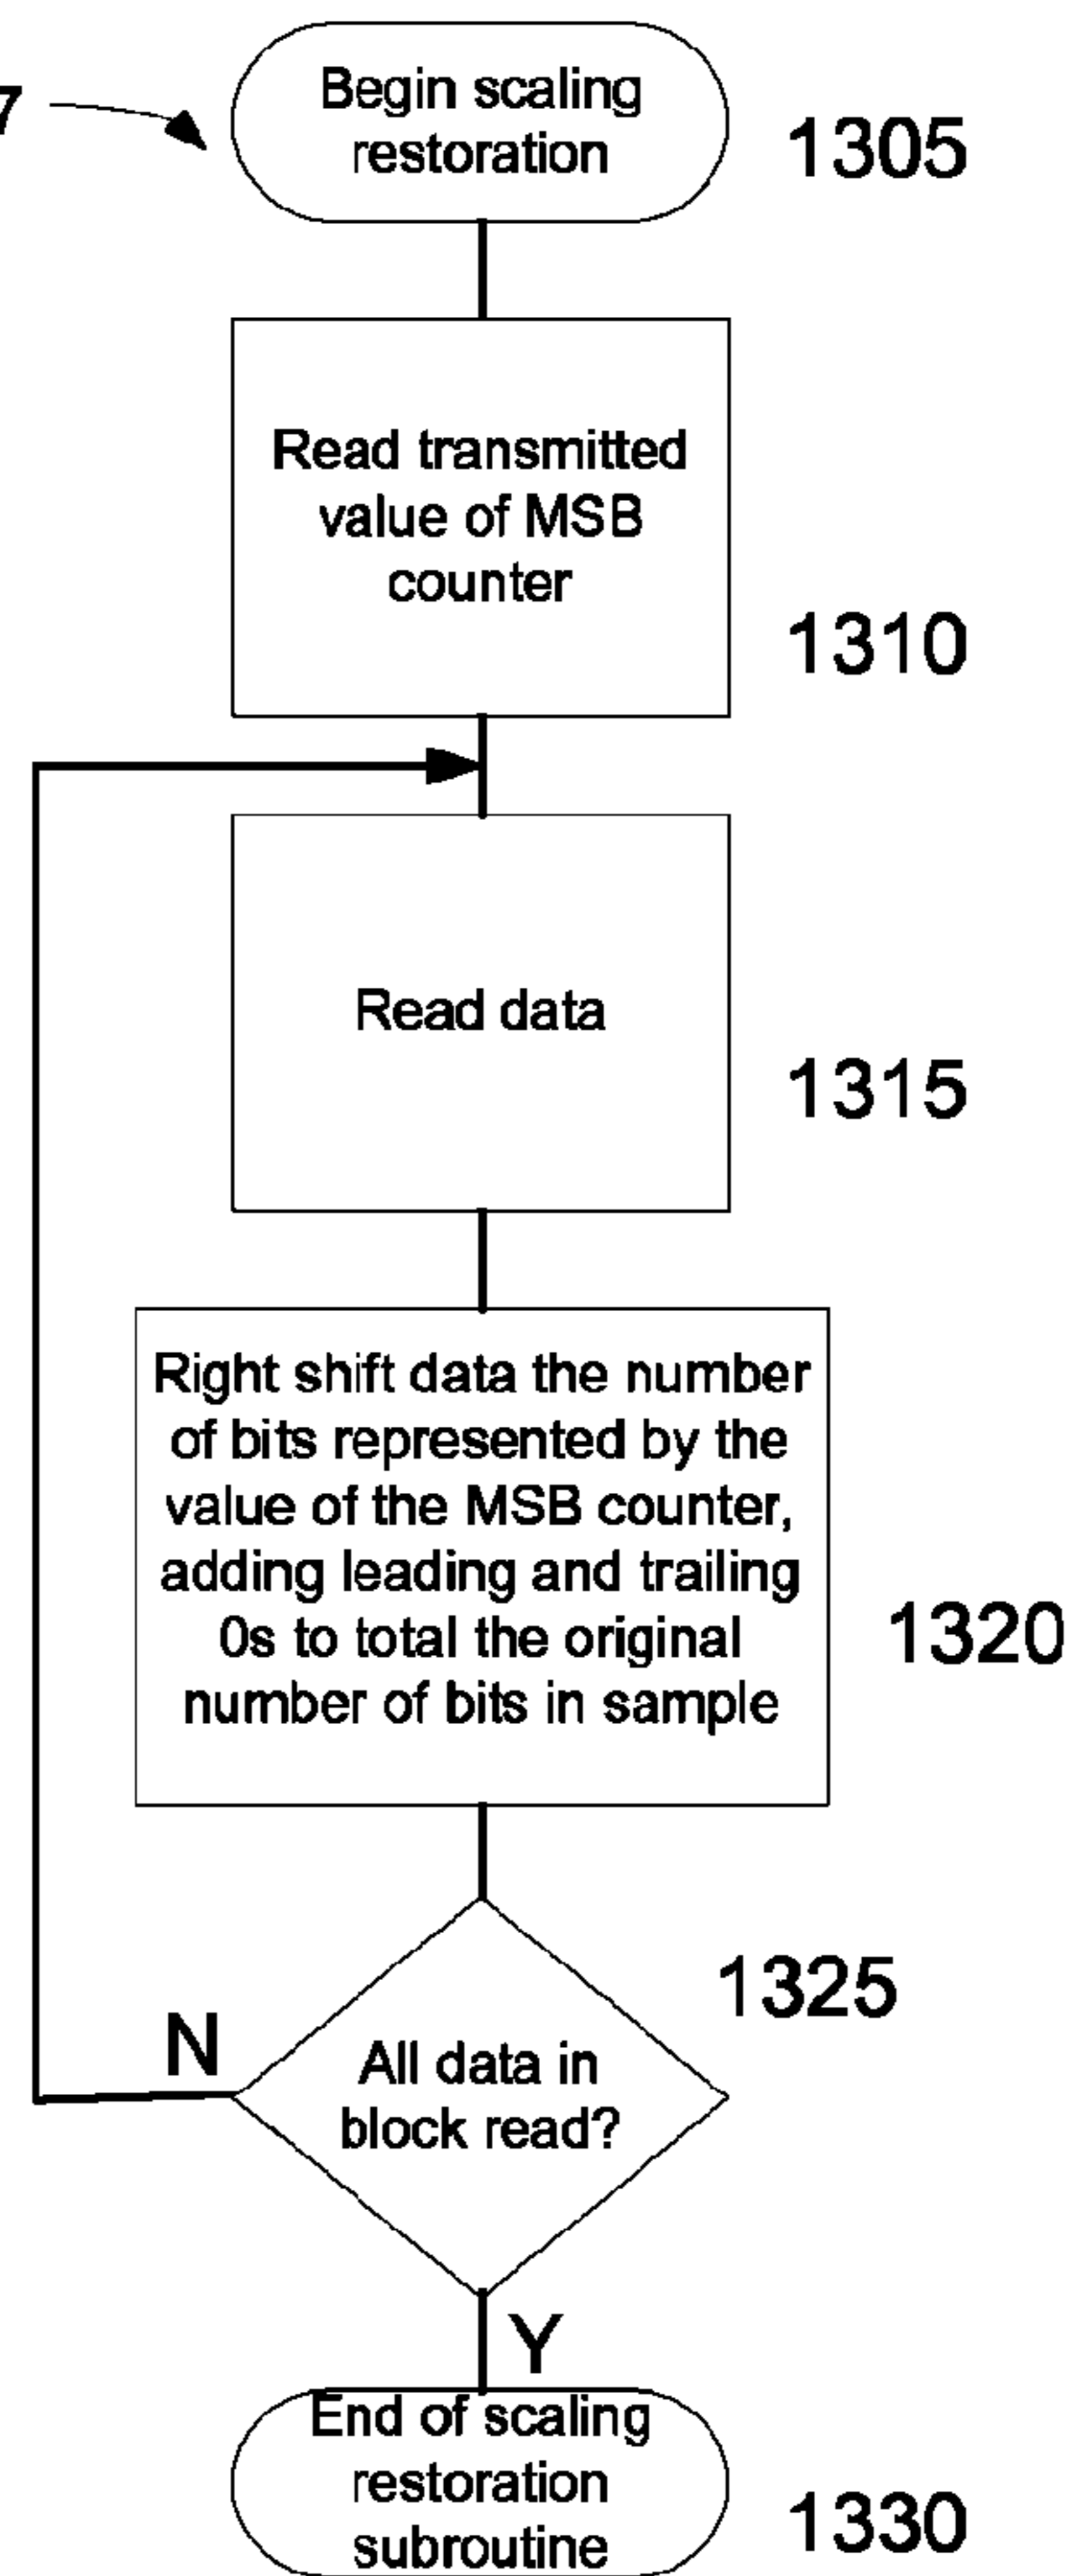 7
Begin scaling
restoration
1305
Read transmitted
value of MSB
counter
1310
Read data
1315
Right shift data the number
of bits represented by the
value of the MSB counter,
adding leading and trailing
0s to total the original
number of bits in sample
1320
1325
N
All data in
block read?
Y
End of scaling
restoration
subroutine
1330